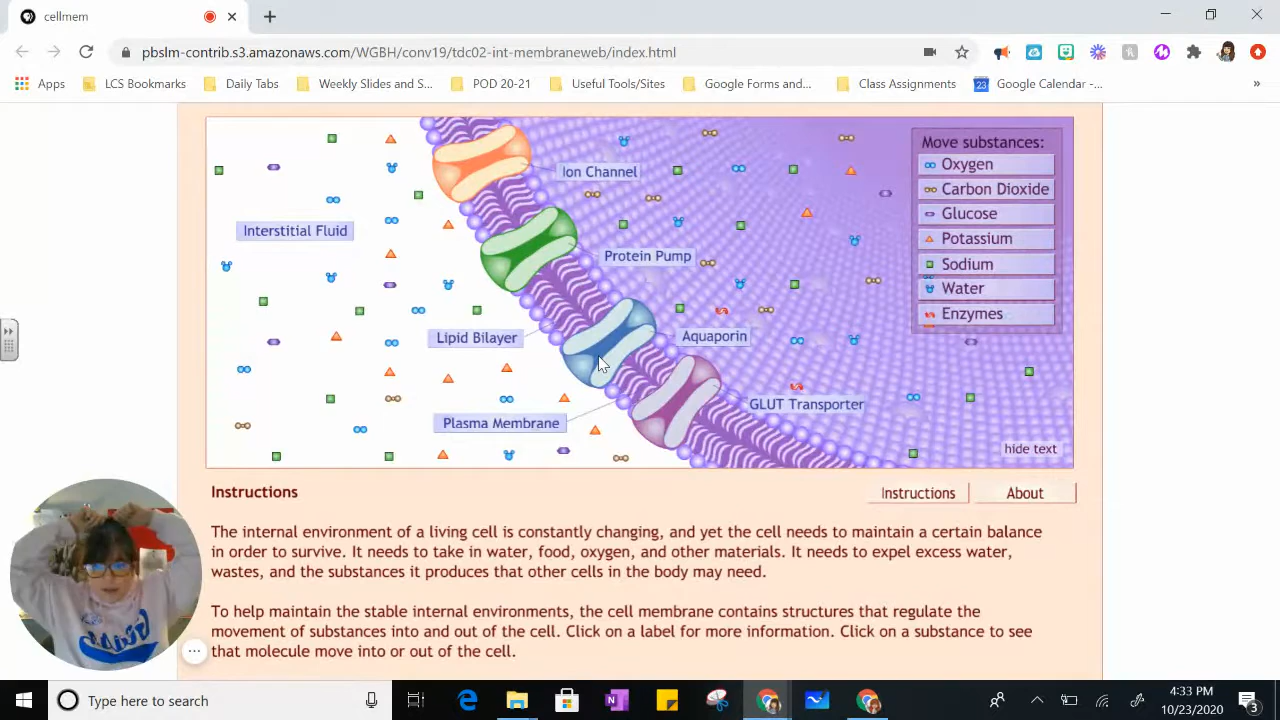 cellmem
pbslm-contrib.s3.amazonaws.com/WGBH/conv19/tdc02-int-membraneweb/index.html
Apps LCS Bookmarks Daily Tabs Weekly Slides and S... POD 20-21 Useful Tools/Sites Google Forms and... Class Assignments 23 Google Calendar -... »
Move substances:
Oxygen
Carbon Dioxide
Glucose
Potassium
Sodium
Water
Enzymes
Ion Channel
Interstitial Fluid
Protein Pump
Lipid Bilayer
Aquaporin
GLUT Transporter
Plasma Membrane
hide text
Instructions
Instructions About
The internal environment of a living cell is constantly changing, and yet the cell needs to maintain a certain balance
in order to survive. It needs to take in water, food, oxygen, and other materials. It needs to expel excess water,
wastes, and the substances it produces that other cells in the body may need.
To help maintain the stable internal environments, the cell membrane contains structures that regulate the
movement of substances into and out of the cell. Click on a label for more information. Click on a substance to see
that molecule move into or out of the cell.
Type here to search
4:33 PM
10/23/2020
3